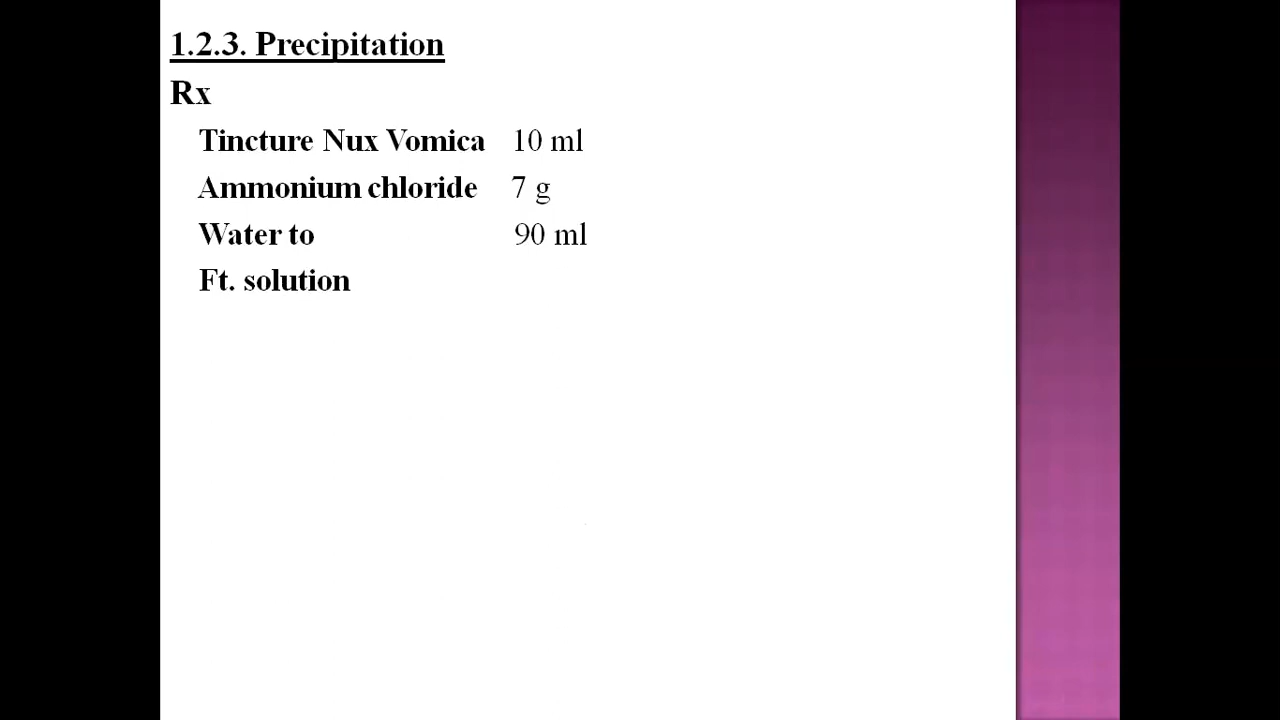 1.2.3. Precipitation
Rx
Tincture Nux Vomica 10 ml
Ammonium chloride 7 g
Water to 90 ml
Ft. solution